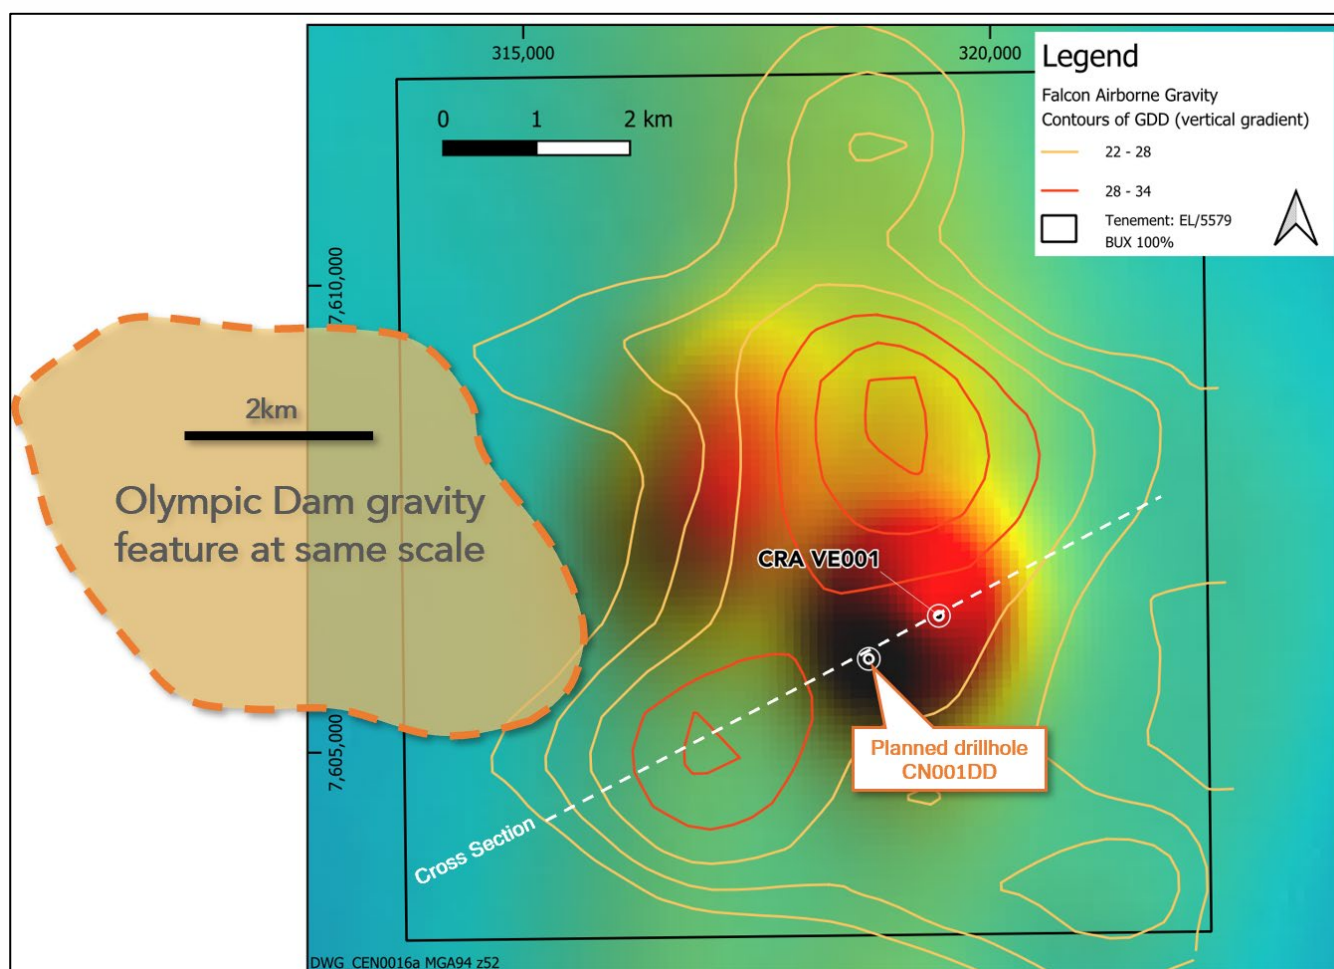 315,000
320,000
Legend
Falcon Airborne Gravity
Contours of GDD (vertical gradient)
22 - 28
28 - 34
Tenement: EL/5579
BUX 100%
0 1 2 km
7,610,000
2km
Olympic Dam gravity
feature at same scale
CRA VE001
Planned drillhole
CN001DD
7,605,000
Cross Section
DWG_CEN0016a MGA94 z52